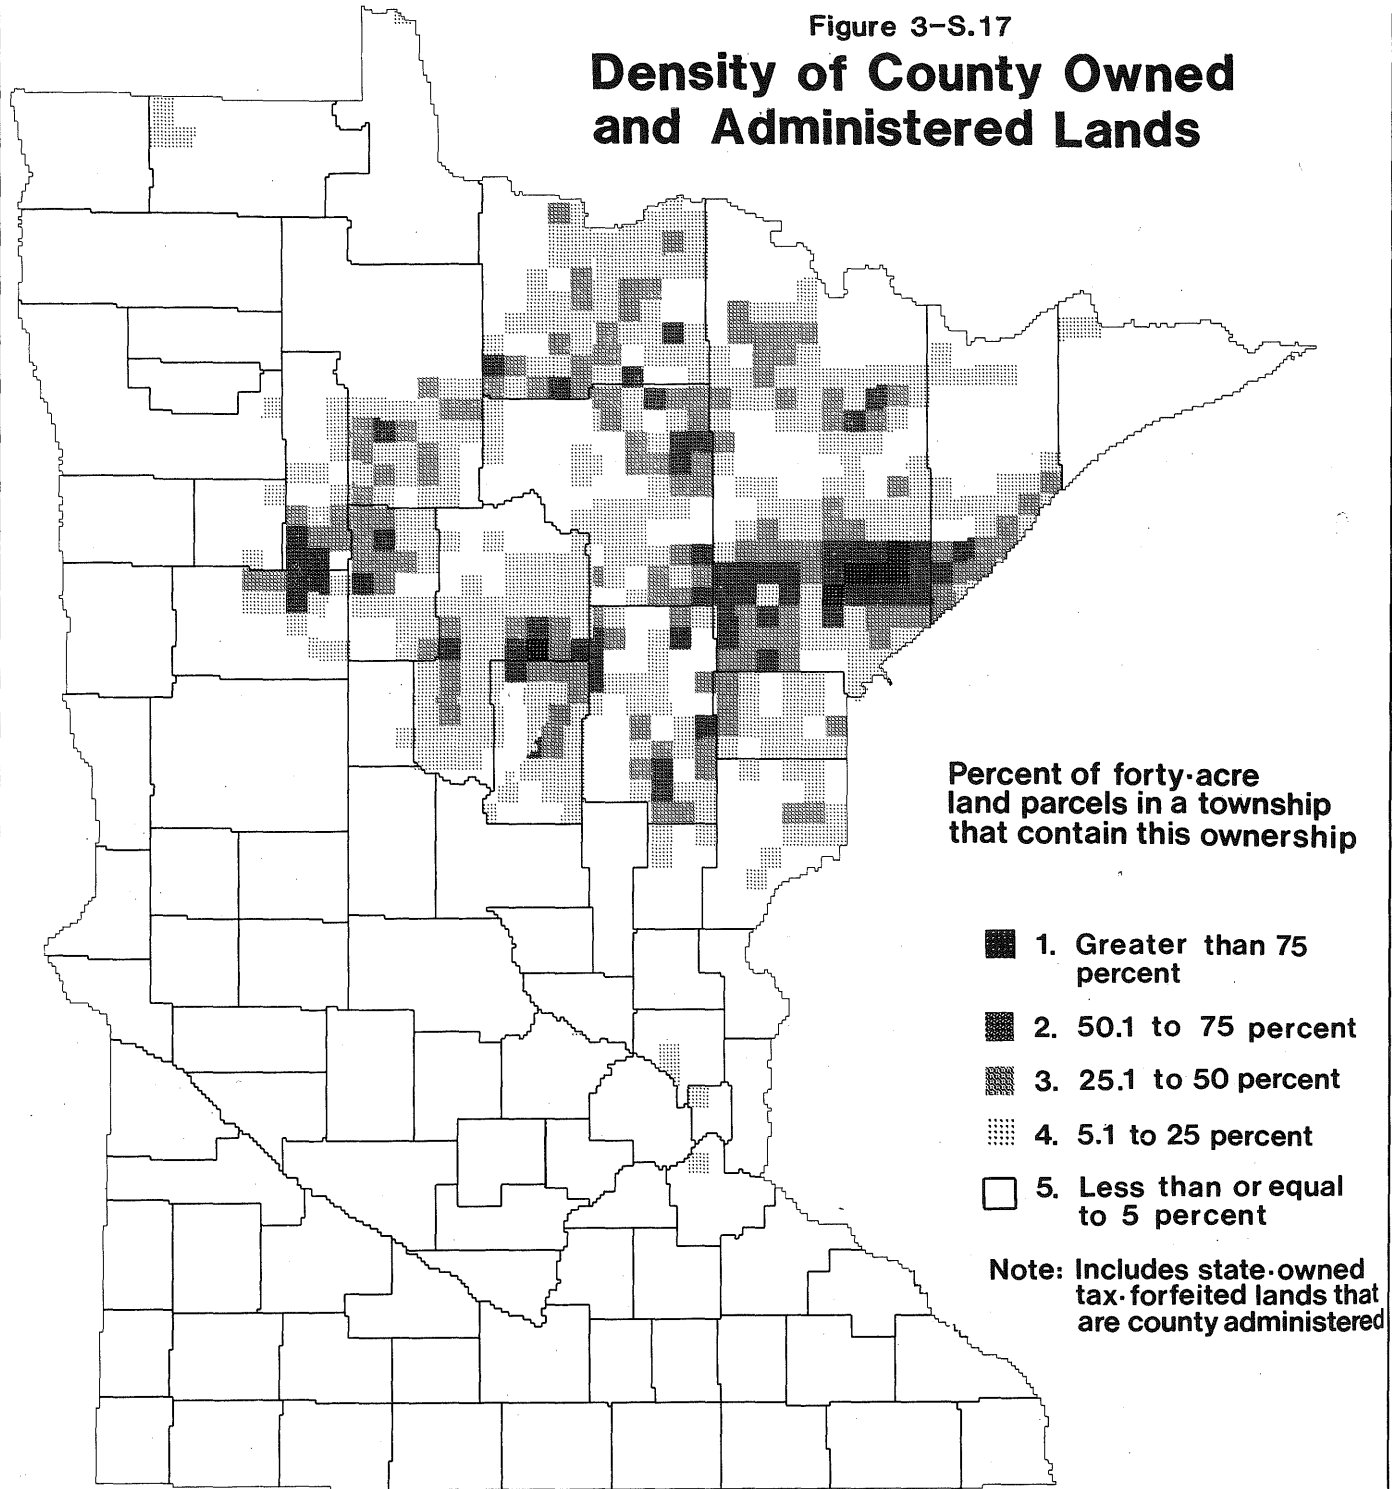 Figure 3-S.17
Density of County Owned
and Administered Lands
Percent of forty-acre
land parcels in a township
that contain this ownership
1. Greater than 75
percent
2. 50.1 to 75 percent
3. 25.1 to 50 percent
4. 5.1 to 25 percent
5. Less than or equal
to 5 percent
Note: Includes state-owned
tax-forfeited lands that
are county administered